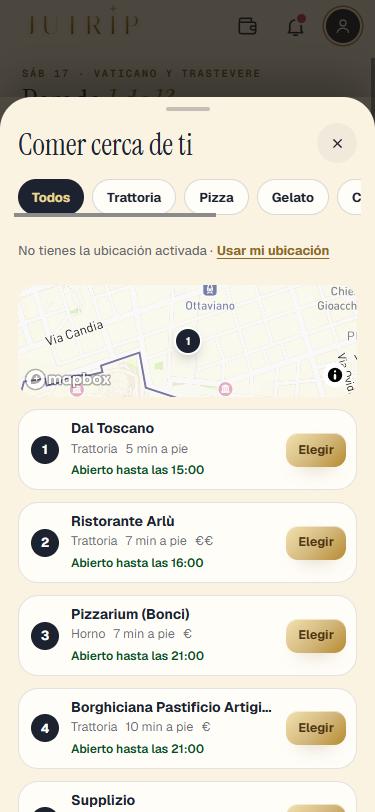 JUTRIP
SÁB 17 · VATICANO Y TRASTEVERE
Comer cerca de ti
Todos
Trattoria
Pizza
Gelato
No tienes la ubicación activada · Usar mi ubicación
Ottaviano
Via Candia
1
mapbox
1
Dal Toscano
Trattoria 5 min a pie
Abierto hasta las 15:00
Elegir
2
Ristorante Arlù
Trattoria 7 min a pie €€
Abierto hasta las 16:00
Elegir
3
Pizzarium (Bonci)
Horno 7 min a pie €
Abierto hasta las 21:00
Elegir
4
Borghiciana Pastificio Artigi...
Trattoria 10 min a pie €
Abierto hasta las 21:00
Elegir
Supplizio